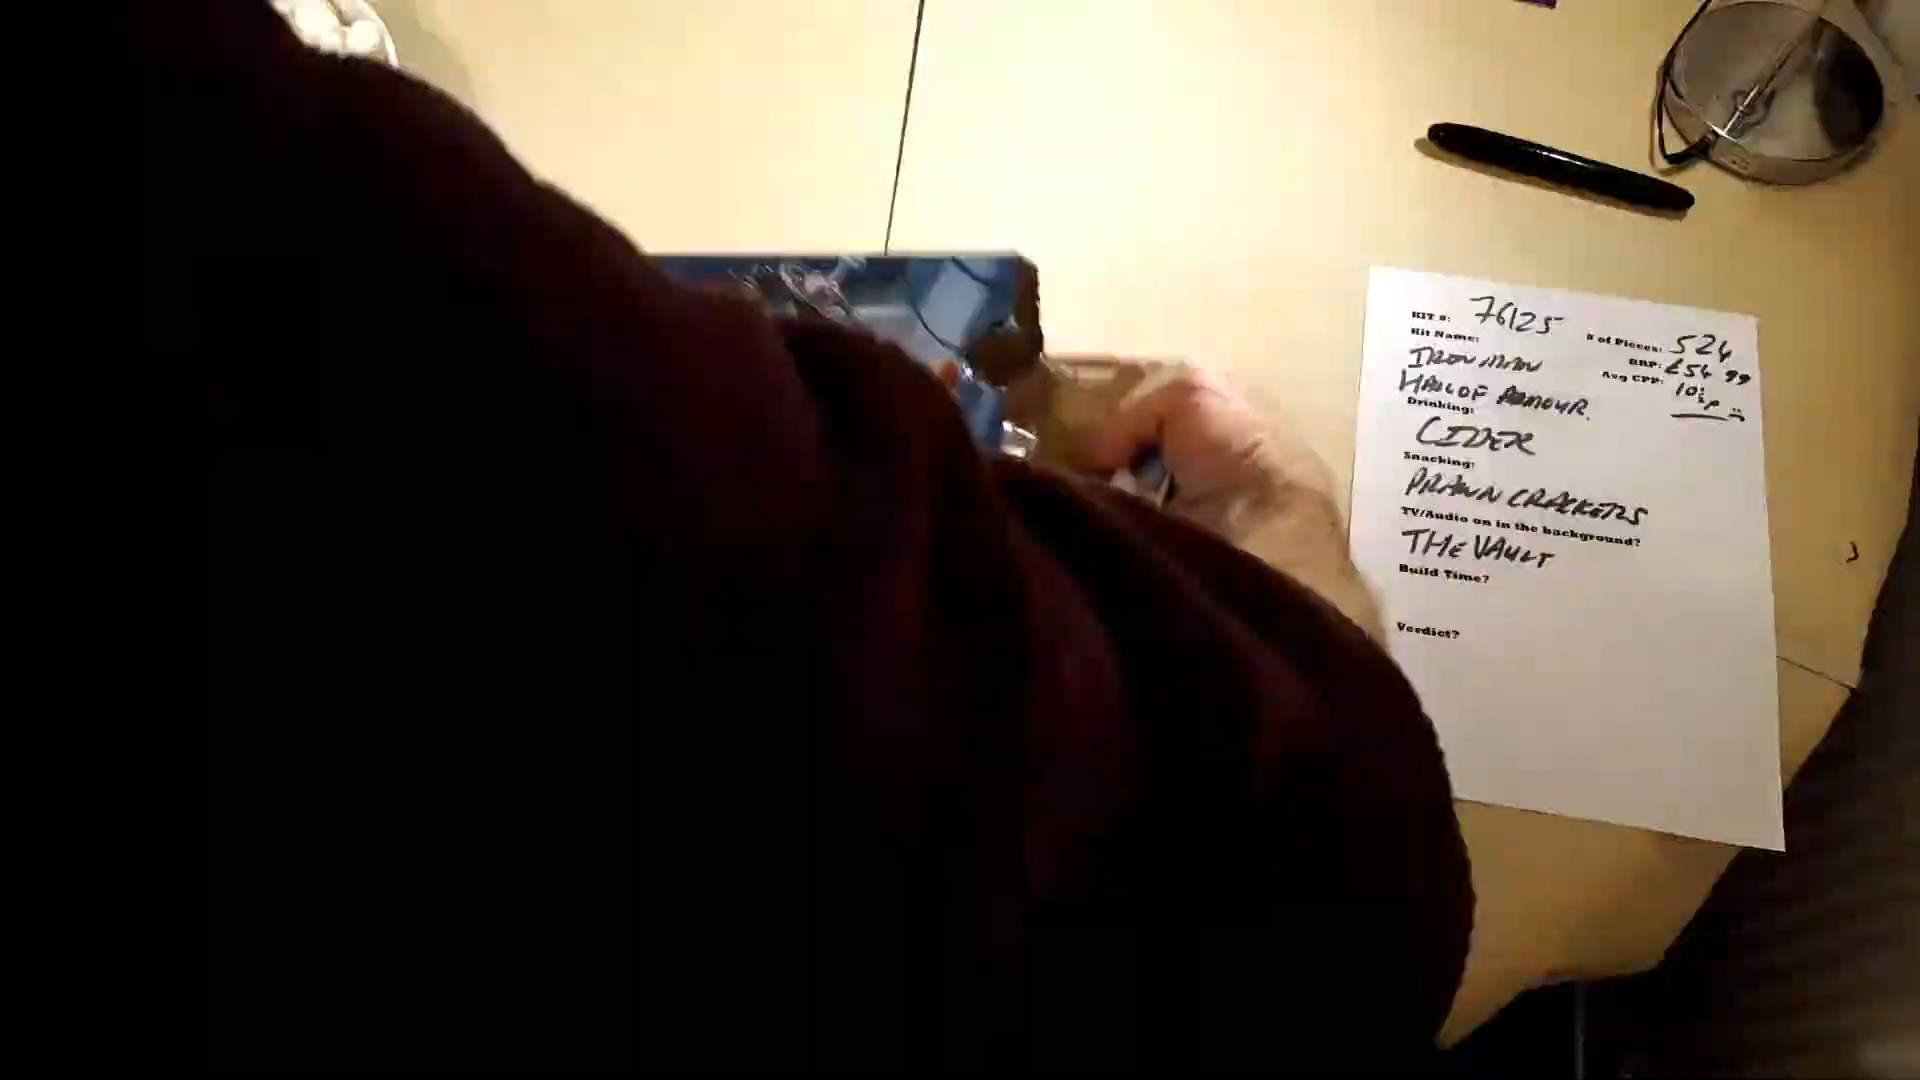 KIT #: 76125
# of Pieces: 524
Kit Name:
RRP: £54.99
IRON MAN
Avg CPP: 10½p
HALL OF ARMOUR.
Drinking:
CIDER
Snacking:
PRAWN CRACKERS
TV/Audio on in the background?
THE VAULT
Build Time?
Verdict?